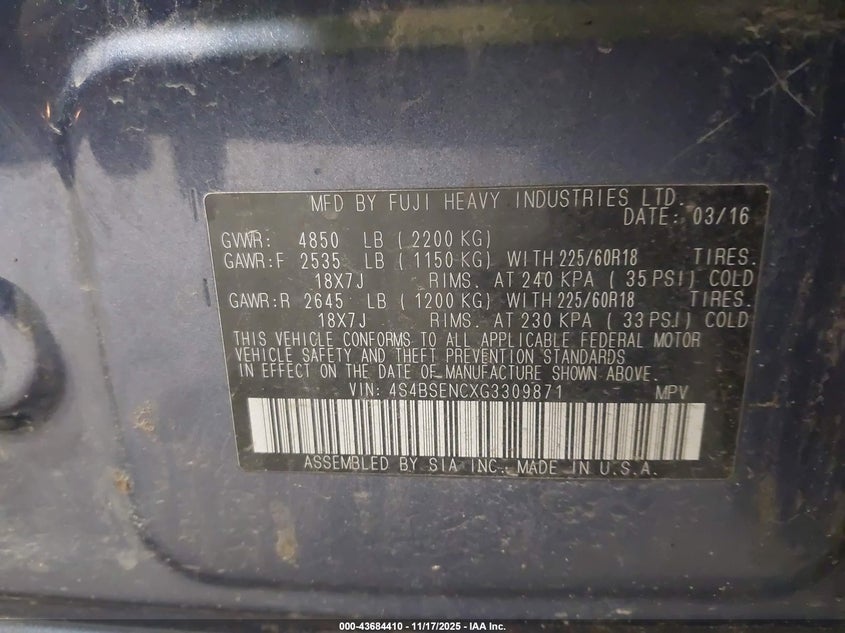 MFD BY FUJI HEAVY INDUSTRIES LTD.
DATE: 03/16
GVWR: 4850 LB (2200 KG)
GAWR:F 2535 LB (1150 KG) WITH 225/60R18 TIRES.
18X7J RIMS. AT 240 KPA (35 PSI) COLD
GAWR:R 2645 LB (1200 KG) WITH 225/60R18 TIRES.
18X7J RIMS. AT 230 KPA (33 PSI) COLD
THIS VEHICLE CONFORMS TO ALL APPLICABLE FEDERAL MOTOR
VEHICLE SAFETY AND THEFT PREVENTION STANDARDS
IN EFFECT ON THE DATE OF MANUFACTURE SHOWN ABOVE.
VIN: 4S4BSENCXG3309871 MPV
ASSEMBLED BY SIA INC., MADE IN U.S.A.
000-43684410 - 11/17/2025 - IAA Inc.